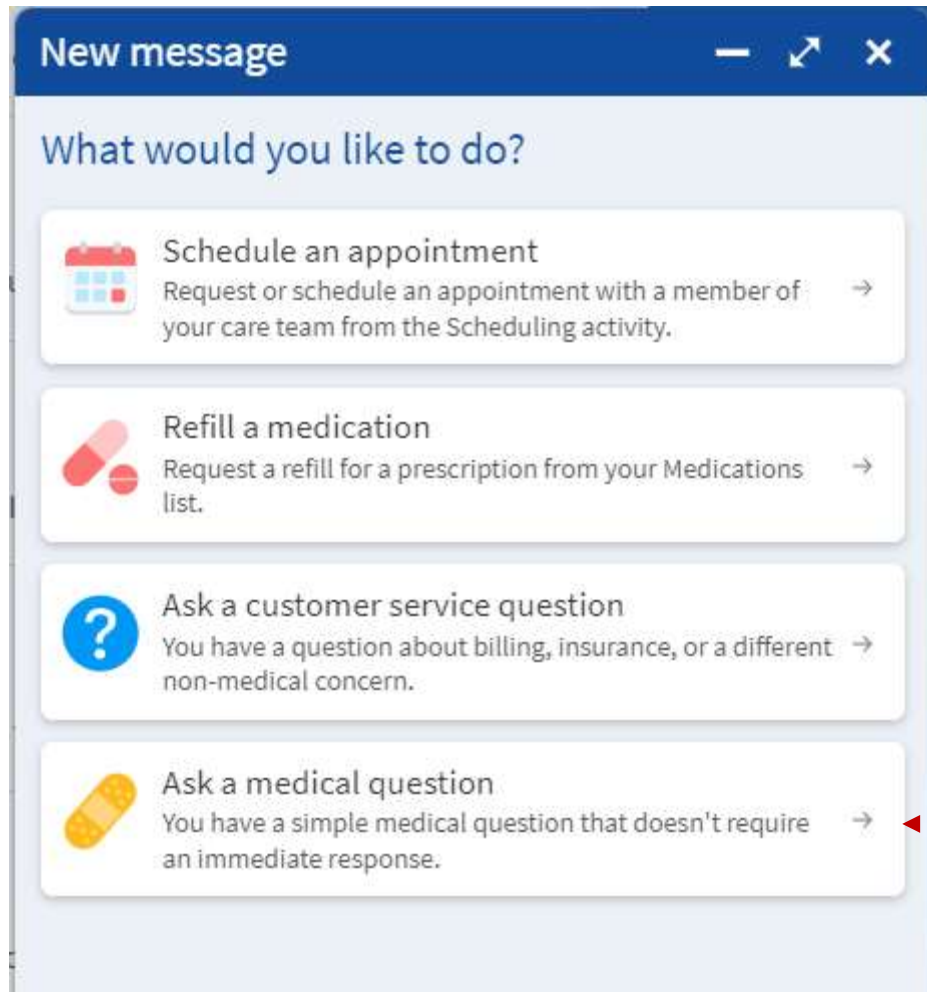 New message
What would you like to do?
Schedule an appointment
Request or schedule an appointment with a member of
your care team from the Scheduling activity.
Refill a medication
Request a refill for a prescription from your Medications
list.
Ask a customer service question
You have a question about billing, insurance, or a different
non-medical concern.
Ask a medical question
You have a simple medical question that doesn't require
an immediate response.